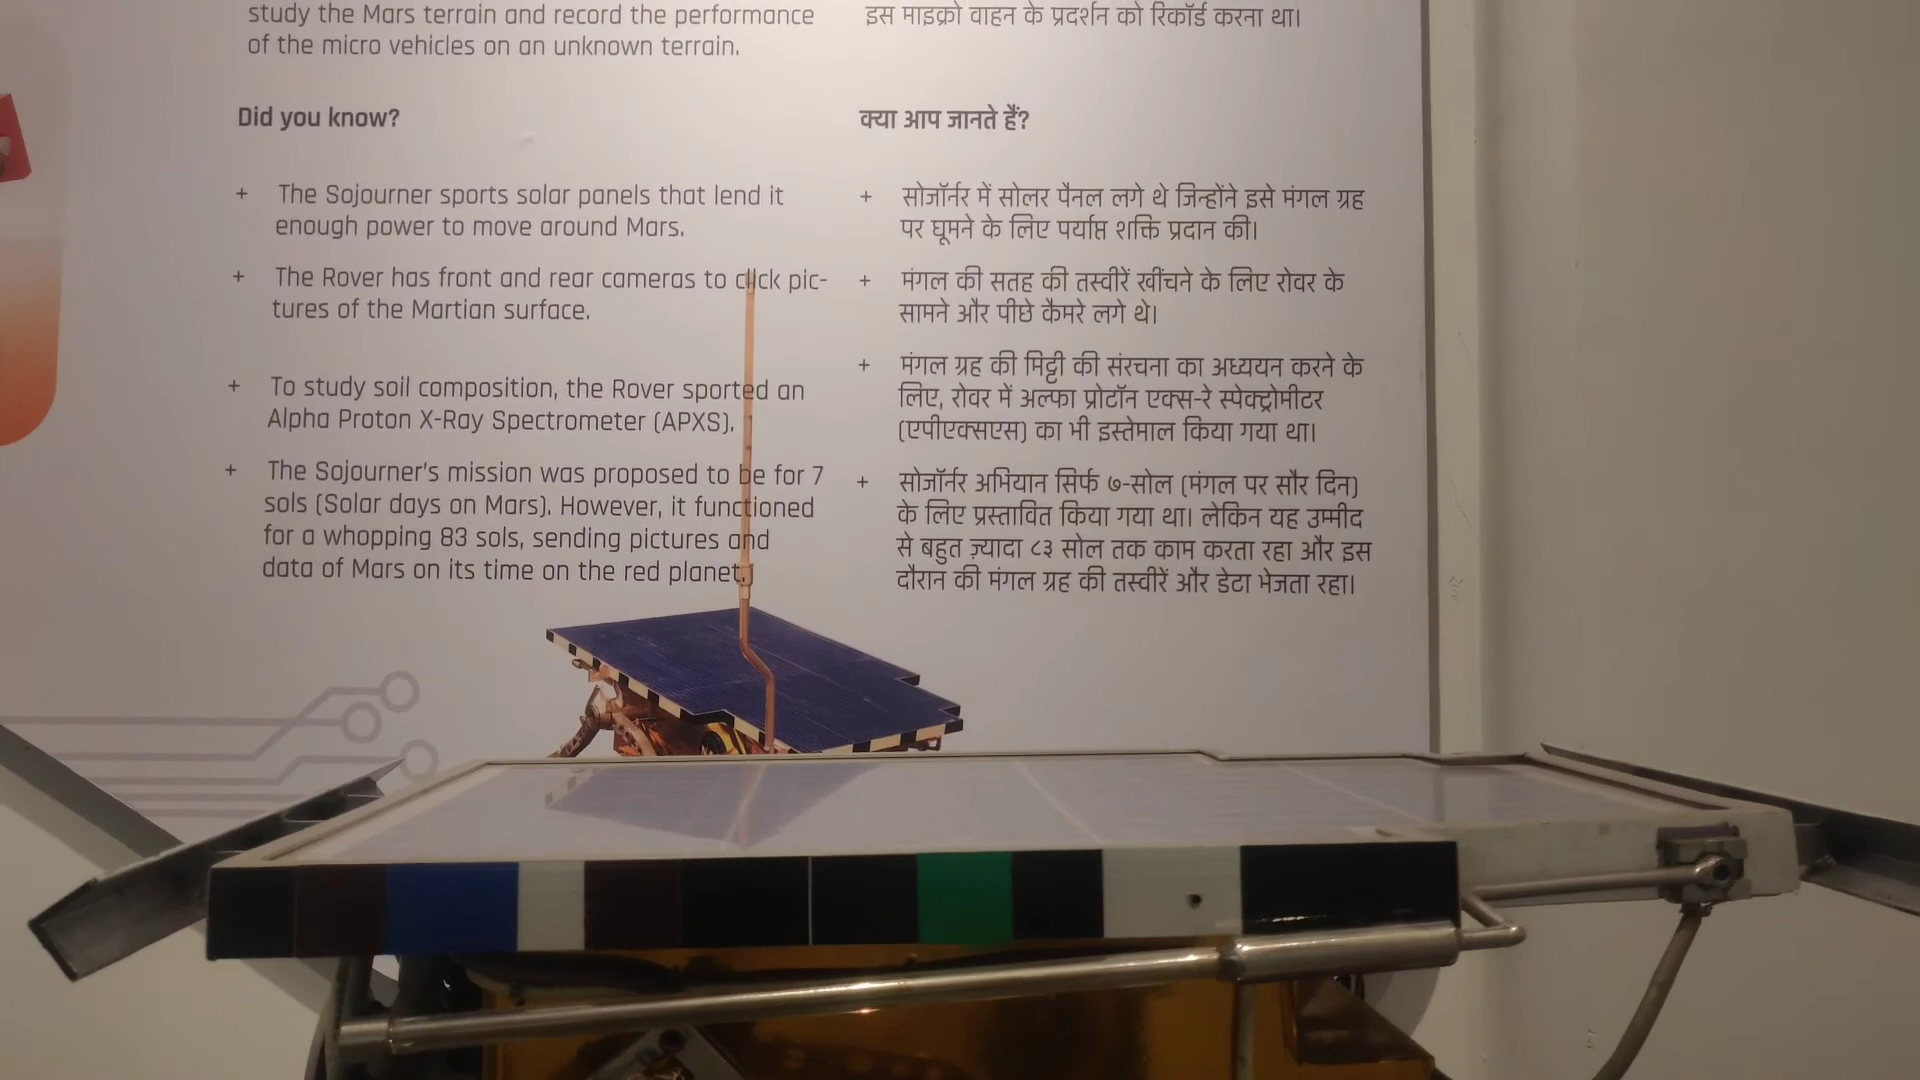 study the Mars terrain and record the performance
of the micro vehicles on an unknown terrain.
Did you know?
+ The Sojourner sports solar panels that lend it
enough power to move around Mars.
+ The Rover has front and rear cameras to click pic-
tures of the Martian surface.
+ To study soil composition, the Rover sported an
Alpha Proton X-Ray Spectrometer (APXS).
+ The Sojourner's mission was proposed to be for 7
sols (Solar days on Mars). However, it functioned
for a whopping 83 sols, sending pictures and
data of Mars on its time on the red planet.
इस माइक्रो वाहन के प्रदर्शन को रिकॉर्ड करना था।
क्या आप जानते हैं?
+ सोजॉर्नर में सोलर पैनल लगे थे जिन्होंने इसे मंगल ग्रह
पर घूमने के लिए पर्याप्त शक्ति प्रदान की।
+ मंगल की सतह की तस्वीरें खींचने के लिए रोवर के
सामने और पीछे कैमरे लगे थे।
+ मंगल ग्रह की मिट्टी की संरचना का अध्ययन करने के
लिए, रोवर में अल्फा प्रोटॉन एक्स-रे स्पेक्ट्रोमीटर
(एपीएक्सएस) का भी इस्तेमाल किया गया था।
+ सोजॉर्नर अभियान सिर्फ ७-सोल (मंगल पर सौर दिन)
के लिए प्रस्तावित किया गया था। लेकिन यह उम्मीद
से बहुत ज़्यादा ८३ सोल तक काम करता रहा और इस
दौरान की मंगल ग्रह की तस्वीरें और डेटा भेजता रहा।